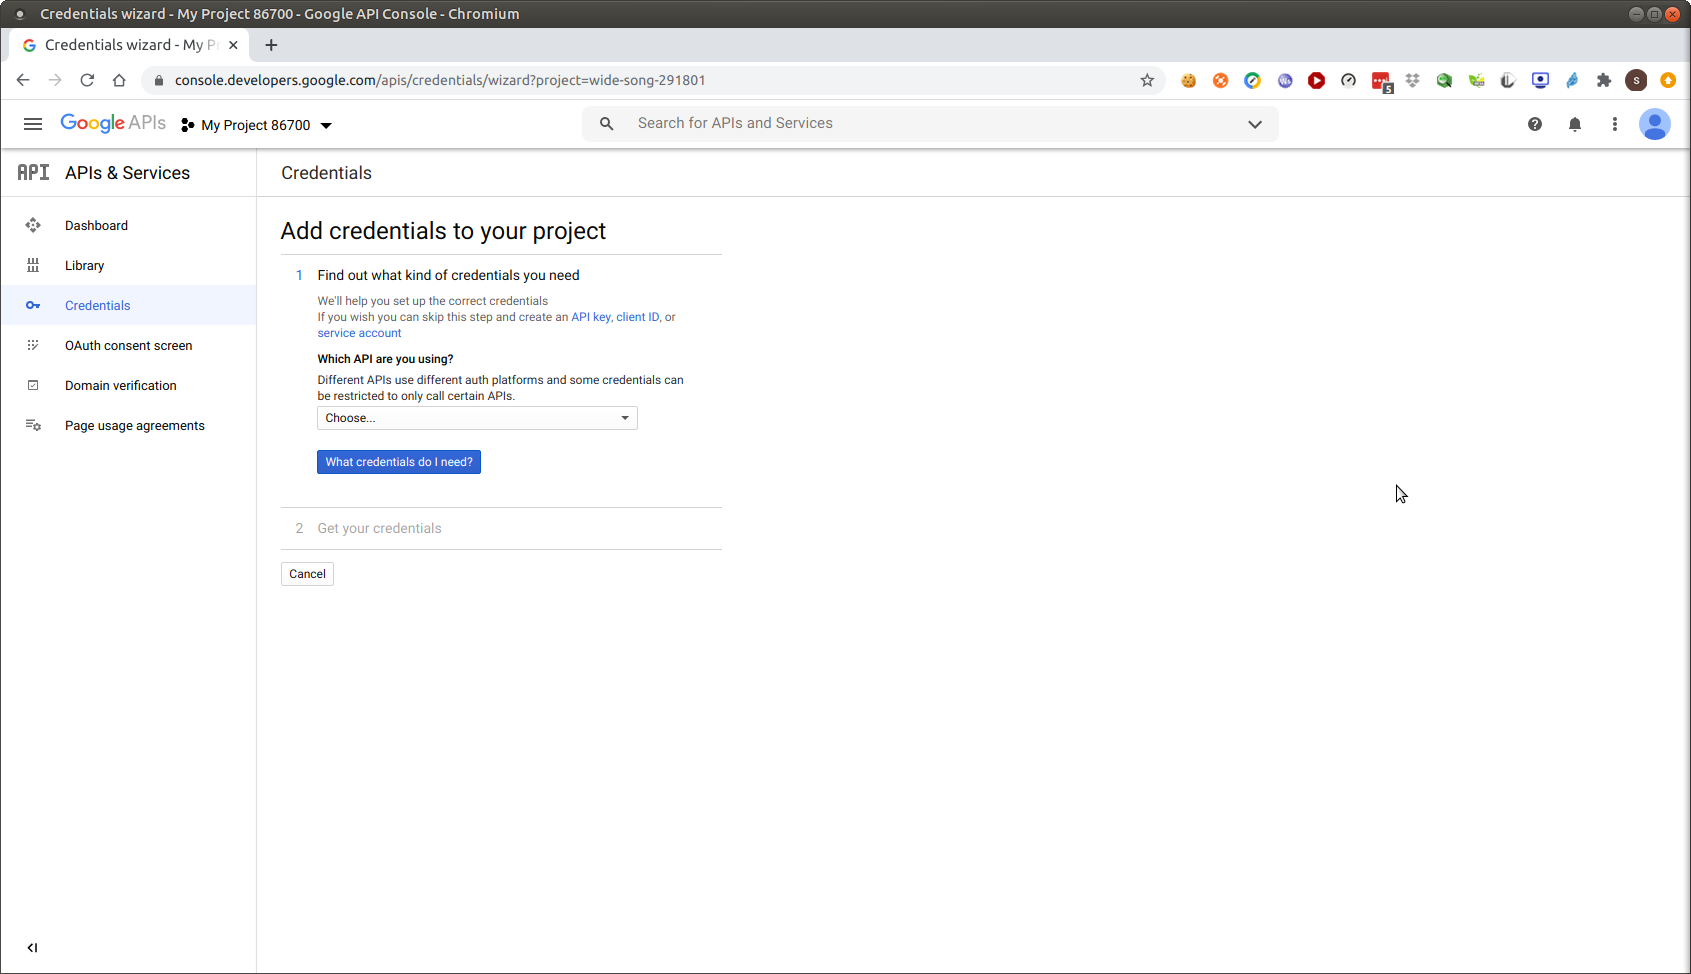 Credentials wizard - My Project 86700 - Google API Console - Chromium
Credentials wizard - My P
console.developers.google.com/apis/credentials/wizard?project=wide-song-291801
5
S
Google APIs
My Project 86700
Search for APIs and Services
API
APIs & Services
Credentials
Dashboard
Library
Credentials
OAuth consent screen
Domain verification
Page usage agreements
Add credentials to your project
1 Find out what kind of credentials you need
We'll help you set up the correct credentials
If you wish you can skip this step and create an API key, client ID, or
service account
Which API are you using?
Different APIs use different auth platforms and some credentials can
be restricted to only call certain APIs.
Choose...
What credentials do I need?
2 Get your credentials
Cancel